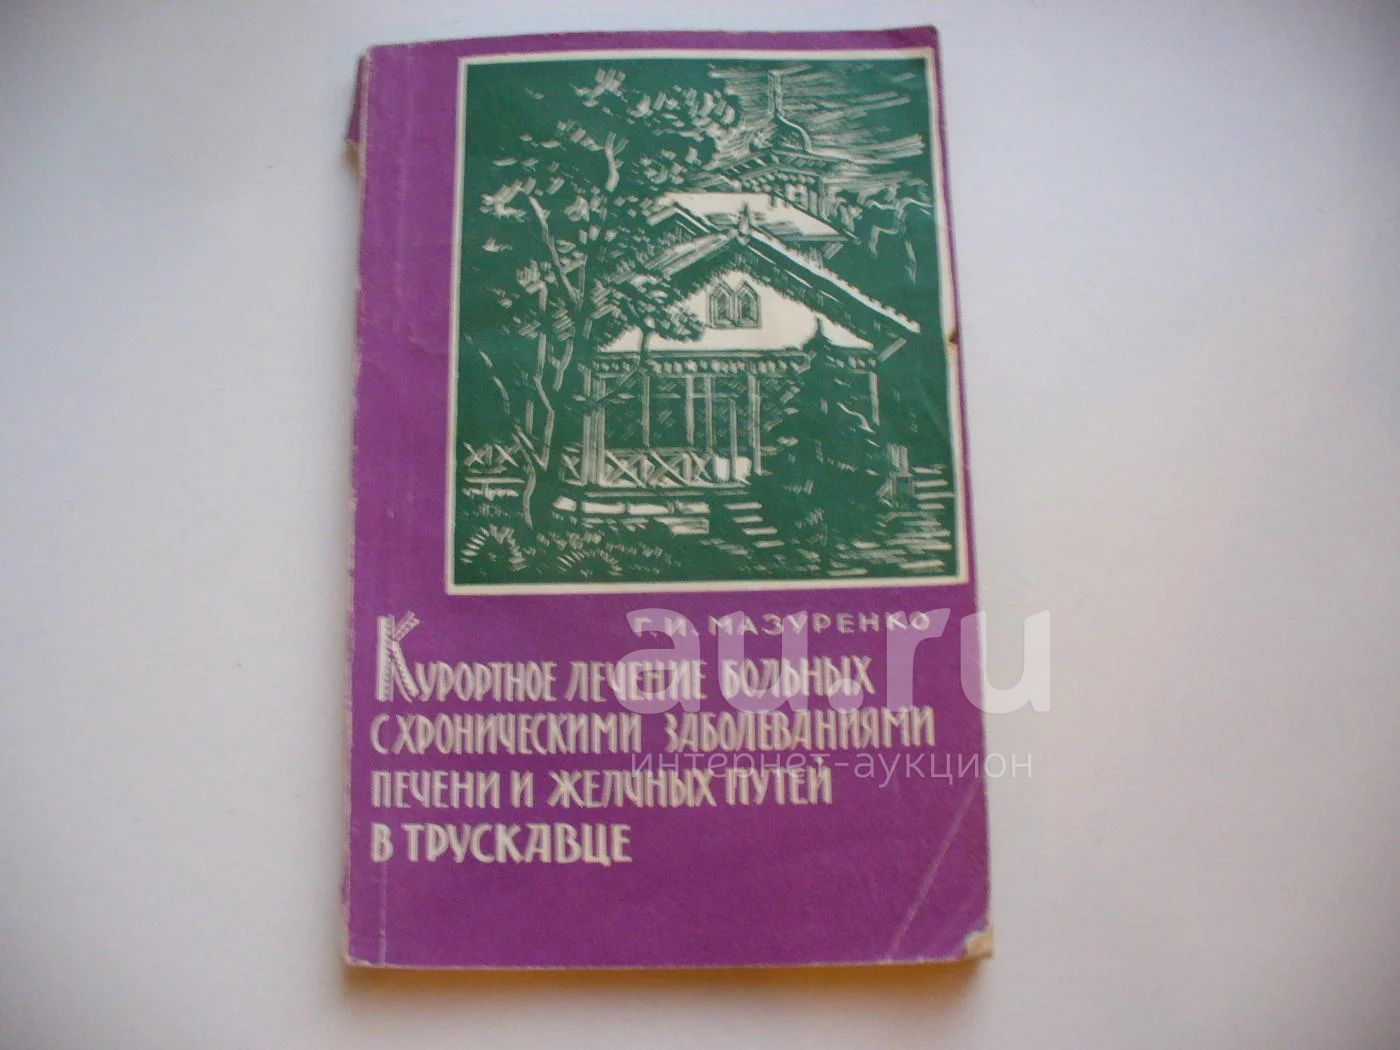 Г. И. МАЗУРЕНКО
КУРОРТНОЕ ЛЕЧЕНИЕ БОЛЬНЫХ
С ХРОНИЧЕСКИМИ ЗАБОЛЕВАНИЯМИ
ПЕЧЕНИ И ЖЕЛЧНЫХ ПУТЕЙ
В ТРУСКАВЦЕ
au.ru
интернет-аукцион